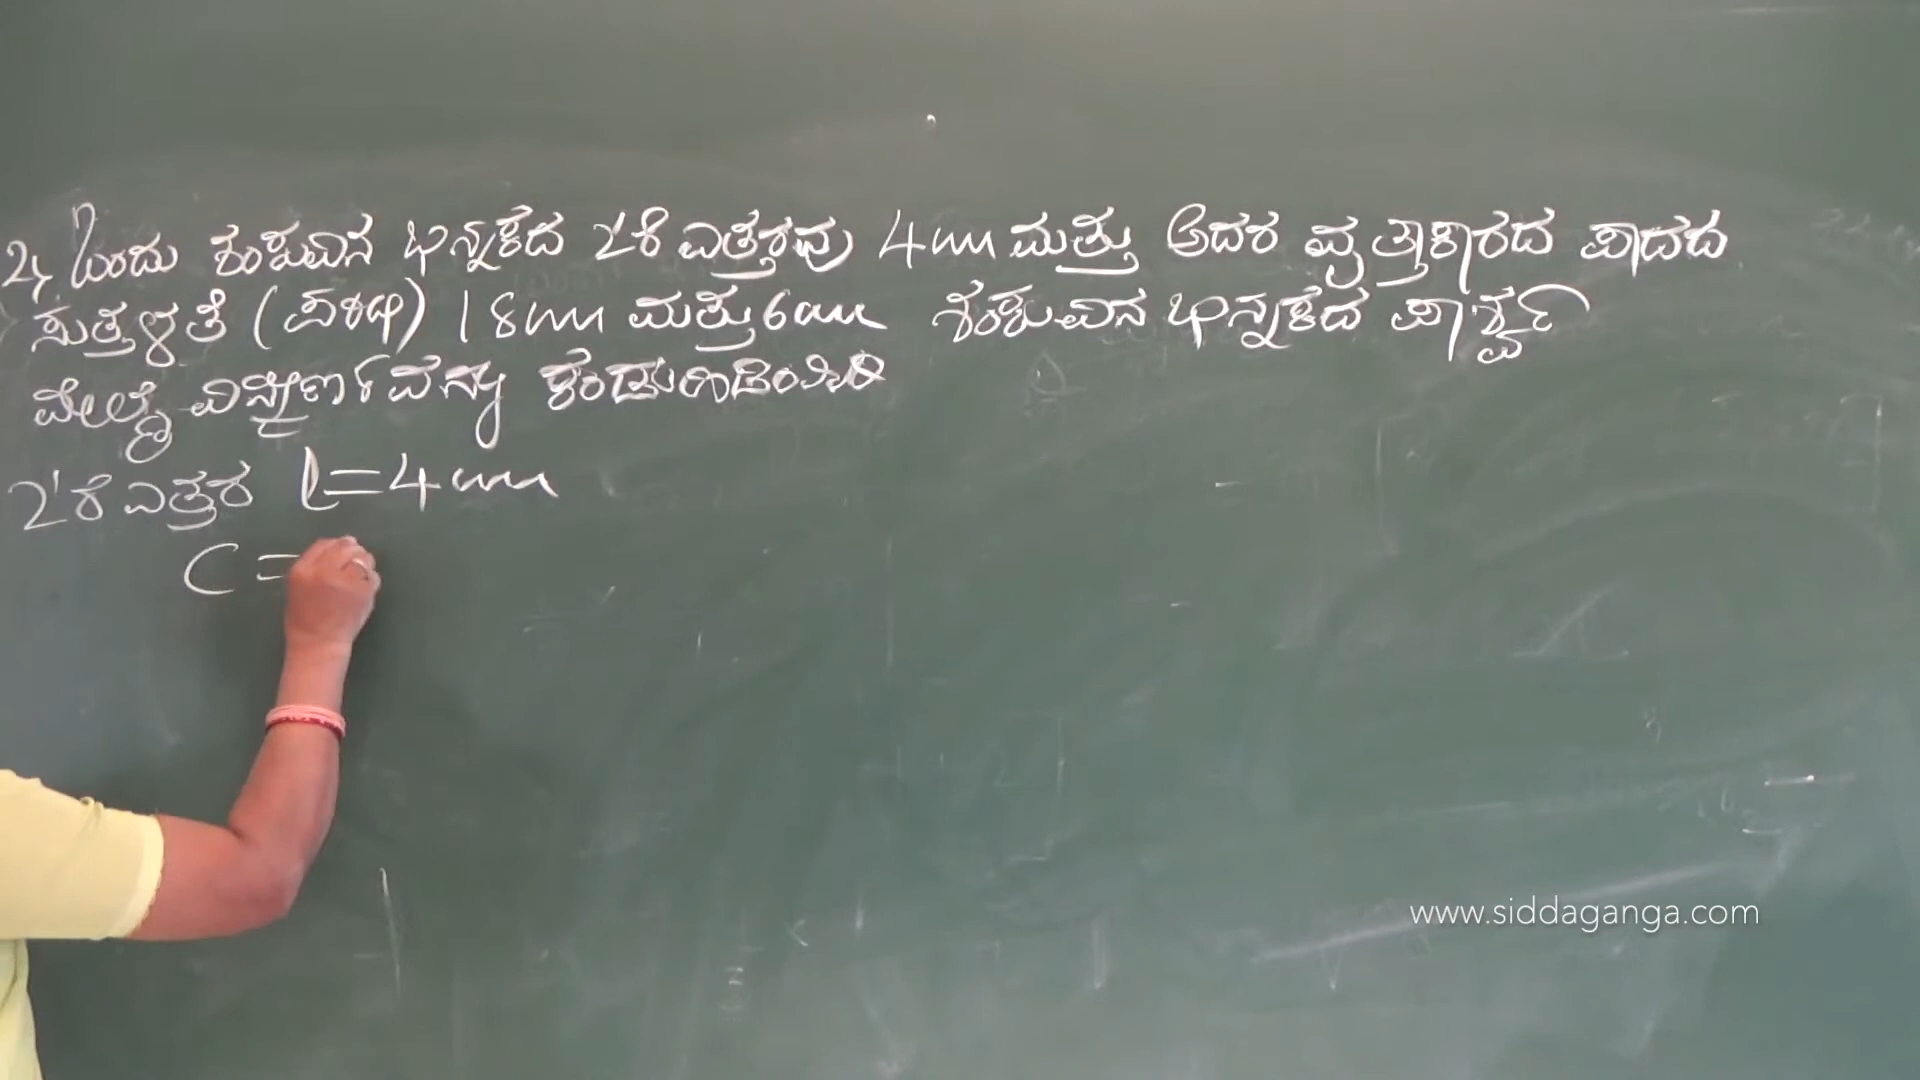 2, ಒಂದು ಶಂಕುವಿನ ಭಿನ್ನಕದ ಓರೆ ಎತ್ತರವು 4cm ಮತ್ತು ಅದರ ವೃತ್ತಾಕಾರದ ಪಾದದ
ಸುತ್ತಳತೆ (ಪರಿಧಿ) 18cm ಮತ್ತು 6cm ಶಂಕುವಿನ ಭಿನ್ನಕದ ಪಾರ್ಶ್ವ
ಮೇಲ್ಮೈ ವಿಸ್ತೀರ್ಣವನ್ನು ಕಂಡುಹಿಡಿಯಿರಿ
ಓರೆ ಎತ್ತರ l=4cm
C =
www.siddaganga.com